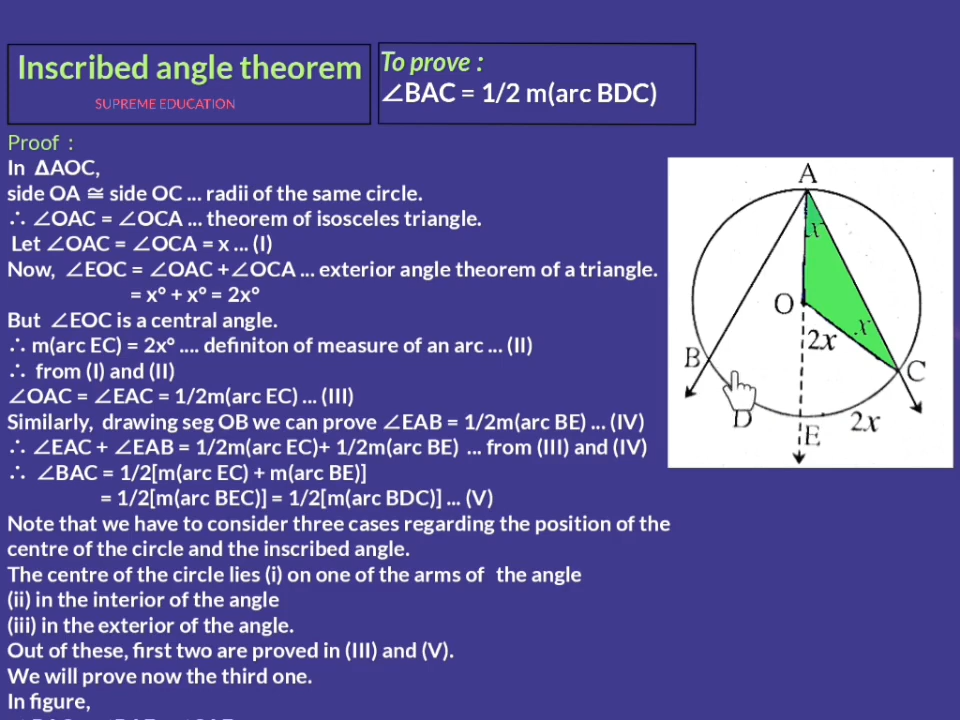 Inscribed angle theorem
SUPREME EDUCATION
To prove :
∠BAC = 1/2 m(arc BDC)
Proof :
In ΔAOC,
side OA ≅ side OC ... radii of the same circle.
∴ ∠OAC = ∠OCA ... theorem of isosceles triangle.
Let ∠OAC = ∠OCA = x ... (I)
Now, ∠EOC = ∠OAC +∠OCA ... exterior angle theorem of a triangle.
= x° + x° = 2x°
But ∠EOC is a central angle.
∴ m(arc EC) = 2x° .... definiton of measure of an arc ... (II)
∴ from (I) and (II)
∠OAC = ∠EAC = 1/2m(arc EC) ... (III)
Similarly, drawing seg OB we can prove ∠EAB = 1/2m(arc BE) ... (IV)
∴ ∠EAC + ∠EAB = 1/2m(arc EC)+ 1/2m(arc BE) ... from (III) and (IV)
∴ ∠BAC = 1/2[m(arc EC) + m(arc BE)]
= 1/2[m(arc BEC)] = 1/2[m(arc BDC)] ... (V)
Note that we have to consider three cases regarding the position of the
centre of the circle and the inscribed angle.
The centre of the circle lies (i) on one of the arms of the angle
(ii) in the interior of the angle
(iii) in the exterior of the angle.
Out of these, first two are proved in (III) and (V).
We will prove now the third one.
In figure,
A
x
O
x
2x
B
C
D
E
2x